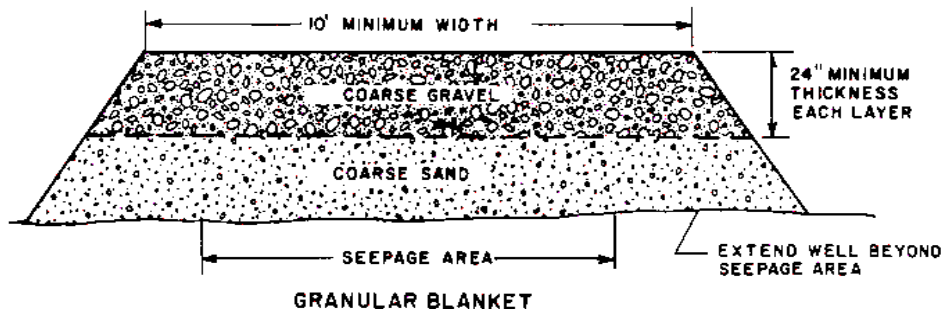 10' MINIMUM WIDTH
24" MINIMUM
THICKNESS
EACH LAYER
COARSE GRAVEL
COARSE SAND
SEEPAGE AREA
EXTEND WELL BEYOND
SEEPAGE AREA
GRANULAR BLANKET